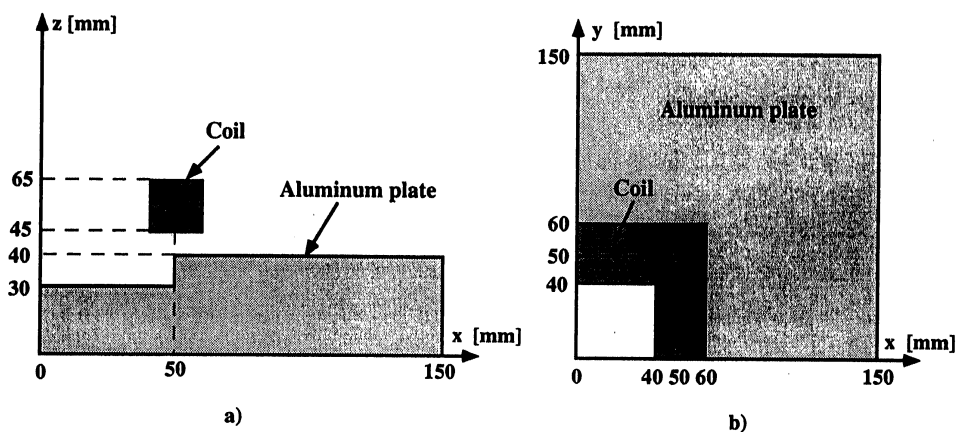 z [mm]
Coil
65
Aluminum plate
45
40
30
x [mm]
0
50
150
a)
y [mm]
150
Aluminum plate
Coil
60
50
40
x [mm]
0
40 50 60
150
b)